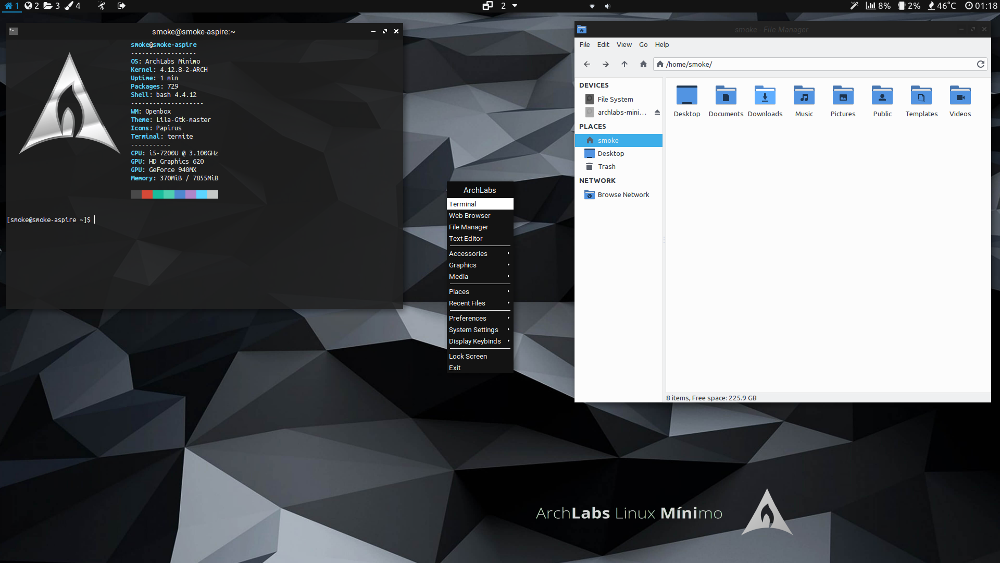 1 2 3 4
2
8% 2% 46°C 01:18
smoke@smoke-aspire:~
smoke@smoke-aspire
-----------------
OS: ArchLabs Minimo
Kernel: 4.12.8-2-ARCH
Uptime: 1 min
Packages: 729
Shell: bash 4.4.12
-------------------
WM: Openbox
Theme: Lila-Gtk-master
Icons: Papirus
Terminal: termite
-----------
CPU: i5-7200U @ 3.100GHz
GPU: HD Graphics 620
GPU: GeForce 940MX
Memory: 370MiB / 7855MiB
[smoke@smoke-aspire ~]$
ArchLabs
Terminal
Web Browser
File Manager
Text Editor
Accessories
Graphics
Media
Places
Recent Files
Preferences
System Settings
Display Keybinds
Lock Screen
Exit
smoke - File Manager
File Edit View Go Help
/home/smoke/
DEVICES
File System
archlabs-mini...
PLACES
smoke
Desktop
Trash
NETWORK
Browse Network
Desktop Documents Downloads Music Pictures Public Templates Videos
8 items, Free space: 225.9 GB
ArchLabs Linux Mínimo